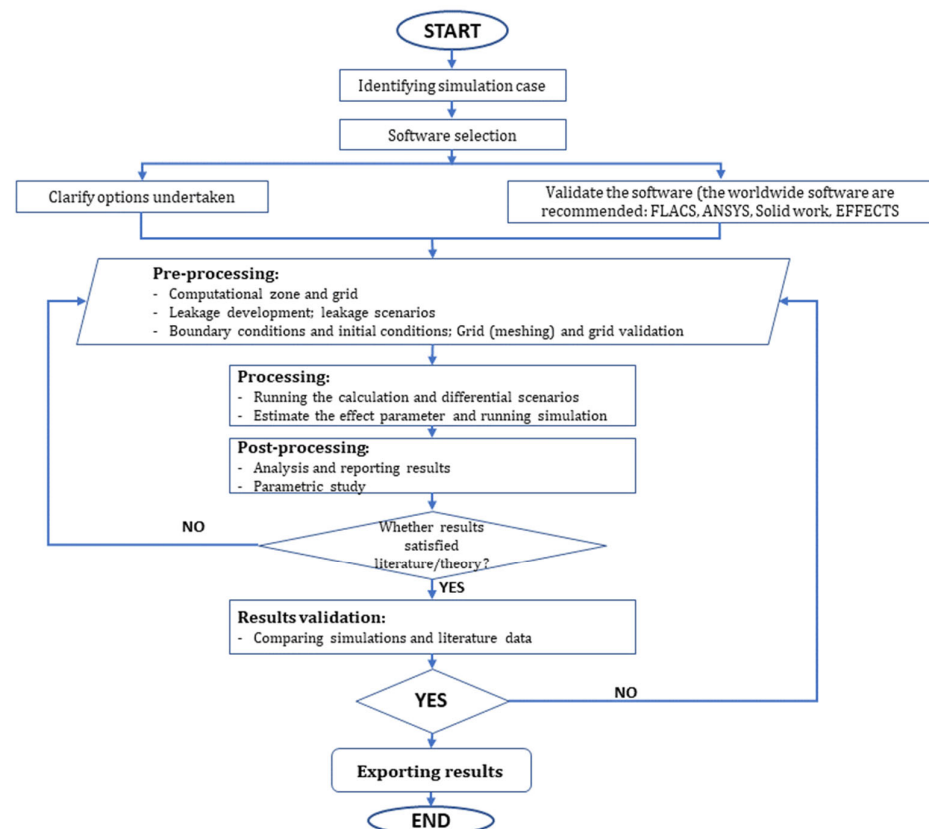 START
Identifying simulation case
Software selection
Clarify options undertaken
Validate the software (the worldwide software are
recommended: FLACS, ANSYS, Solid work, EFFECTS
Pre-processing:
- Computational zone and grid
- Leakage development; leakage scenarios
- Boundary conditions and initial conditions; Grid (meshing) and grid validation
Processing:
- Running the calculation and differential scenarios
- Estimate the effect parameter and running simulation
Post-processing:
- Analysis and reporting results
- Parametric study
NO
Whether results
satisfied
literature/theory?
YES
Results validation:
- Comparing simulations and literature data
YES
NO
Exporting results
END